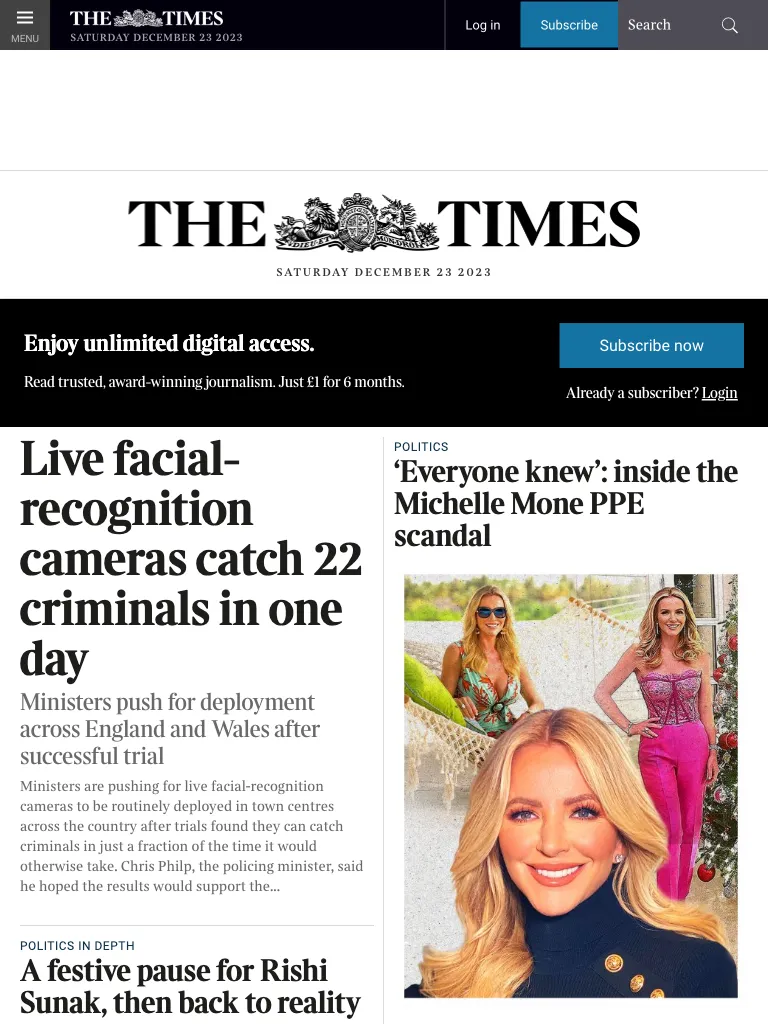 MENU
THE TIMES
SATURDAY DECEMBER 23 2023
Log in
Subscribe
Search
THE TIMES
DIEU ET MON DROIT
SATURDAY DECEMBER 23 2023
Enjoy unlimited digital access.
Read trusted, award-winning journalism. Just £1 for 6 months.
Subscribe now
Already a subscriber? Login
Live facial-
recognition
cameras catch 22
criminals in one
day
Ministers push for deployment
across England and Wales after
successful trial
Ministers are pushing for live facial-recognition
cameras to be routinely deployed in town centres
across the country after trials found they can catch
criminals in just a fraction of the time it would
otherwise take. Chris Philp, the policing minister, said
he hoped the results would support the...
POLITICS IN DEPTH
A festive pause for Rishi
Sunak, then back to reality
POLITICS
‘Everyone knew’: inside the
Michelle Mone PPE
scandal